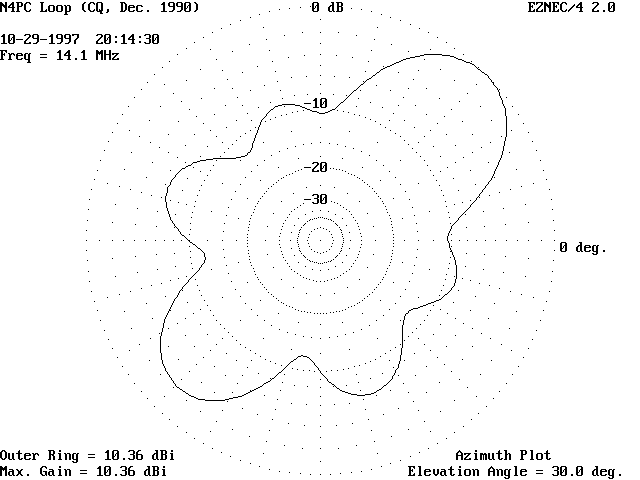 N4PC Loop (CQ, Dec. 1990)
0 dB
EZNEC/4 2.0
10-29-1997  20:14:30
Freq = 14.1 MHz
-10
-20
-30
0 deg.
Outer Ring = 10.36 dBi
Max. Gain = 10.36 dBi
Azimuth Plot
Elevation Angle = 30.0 deg.